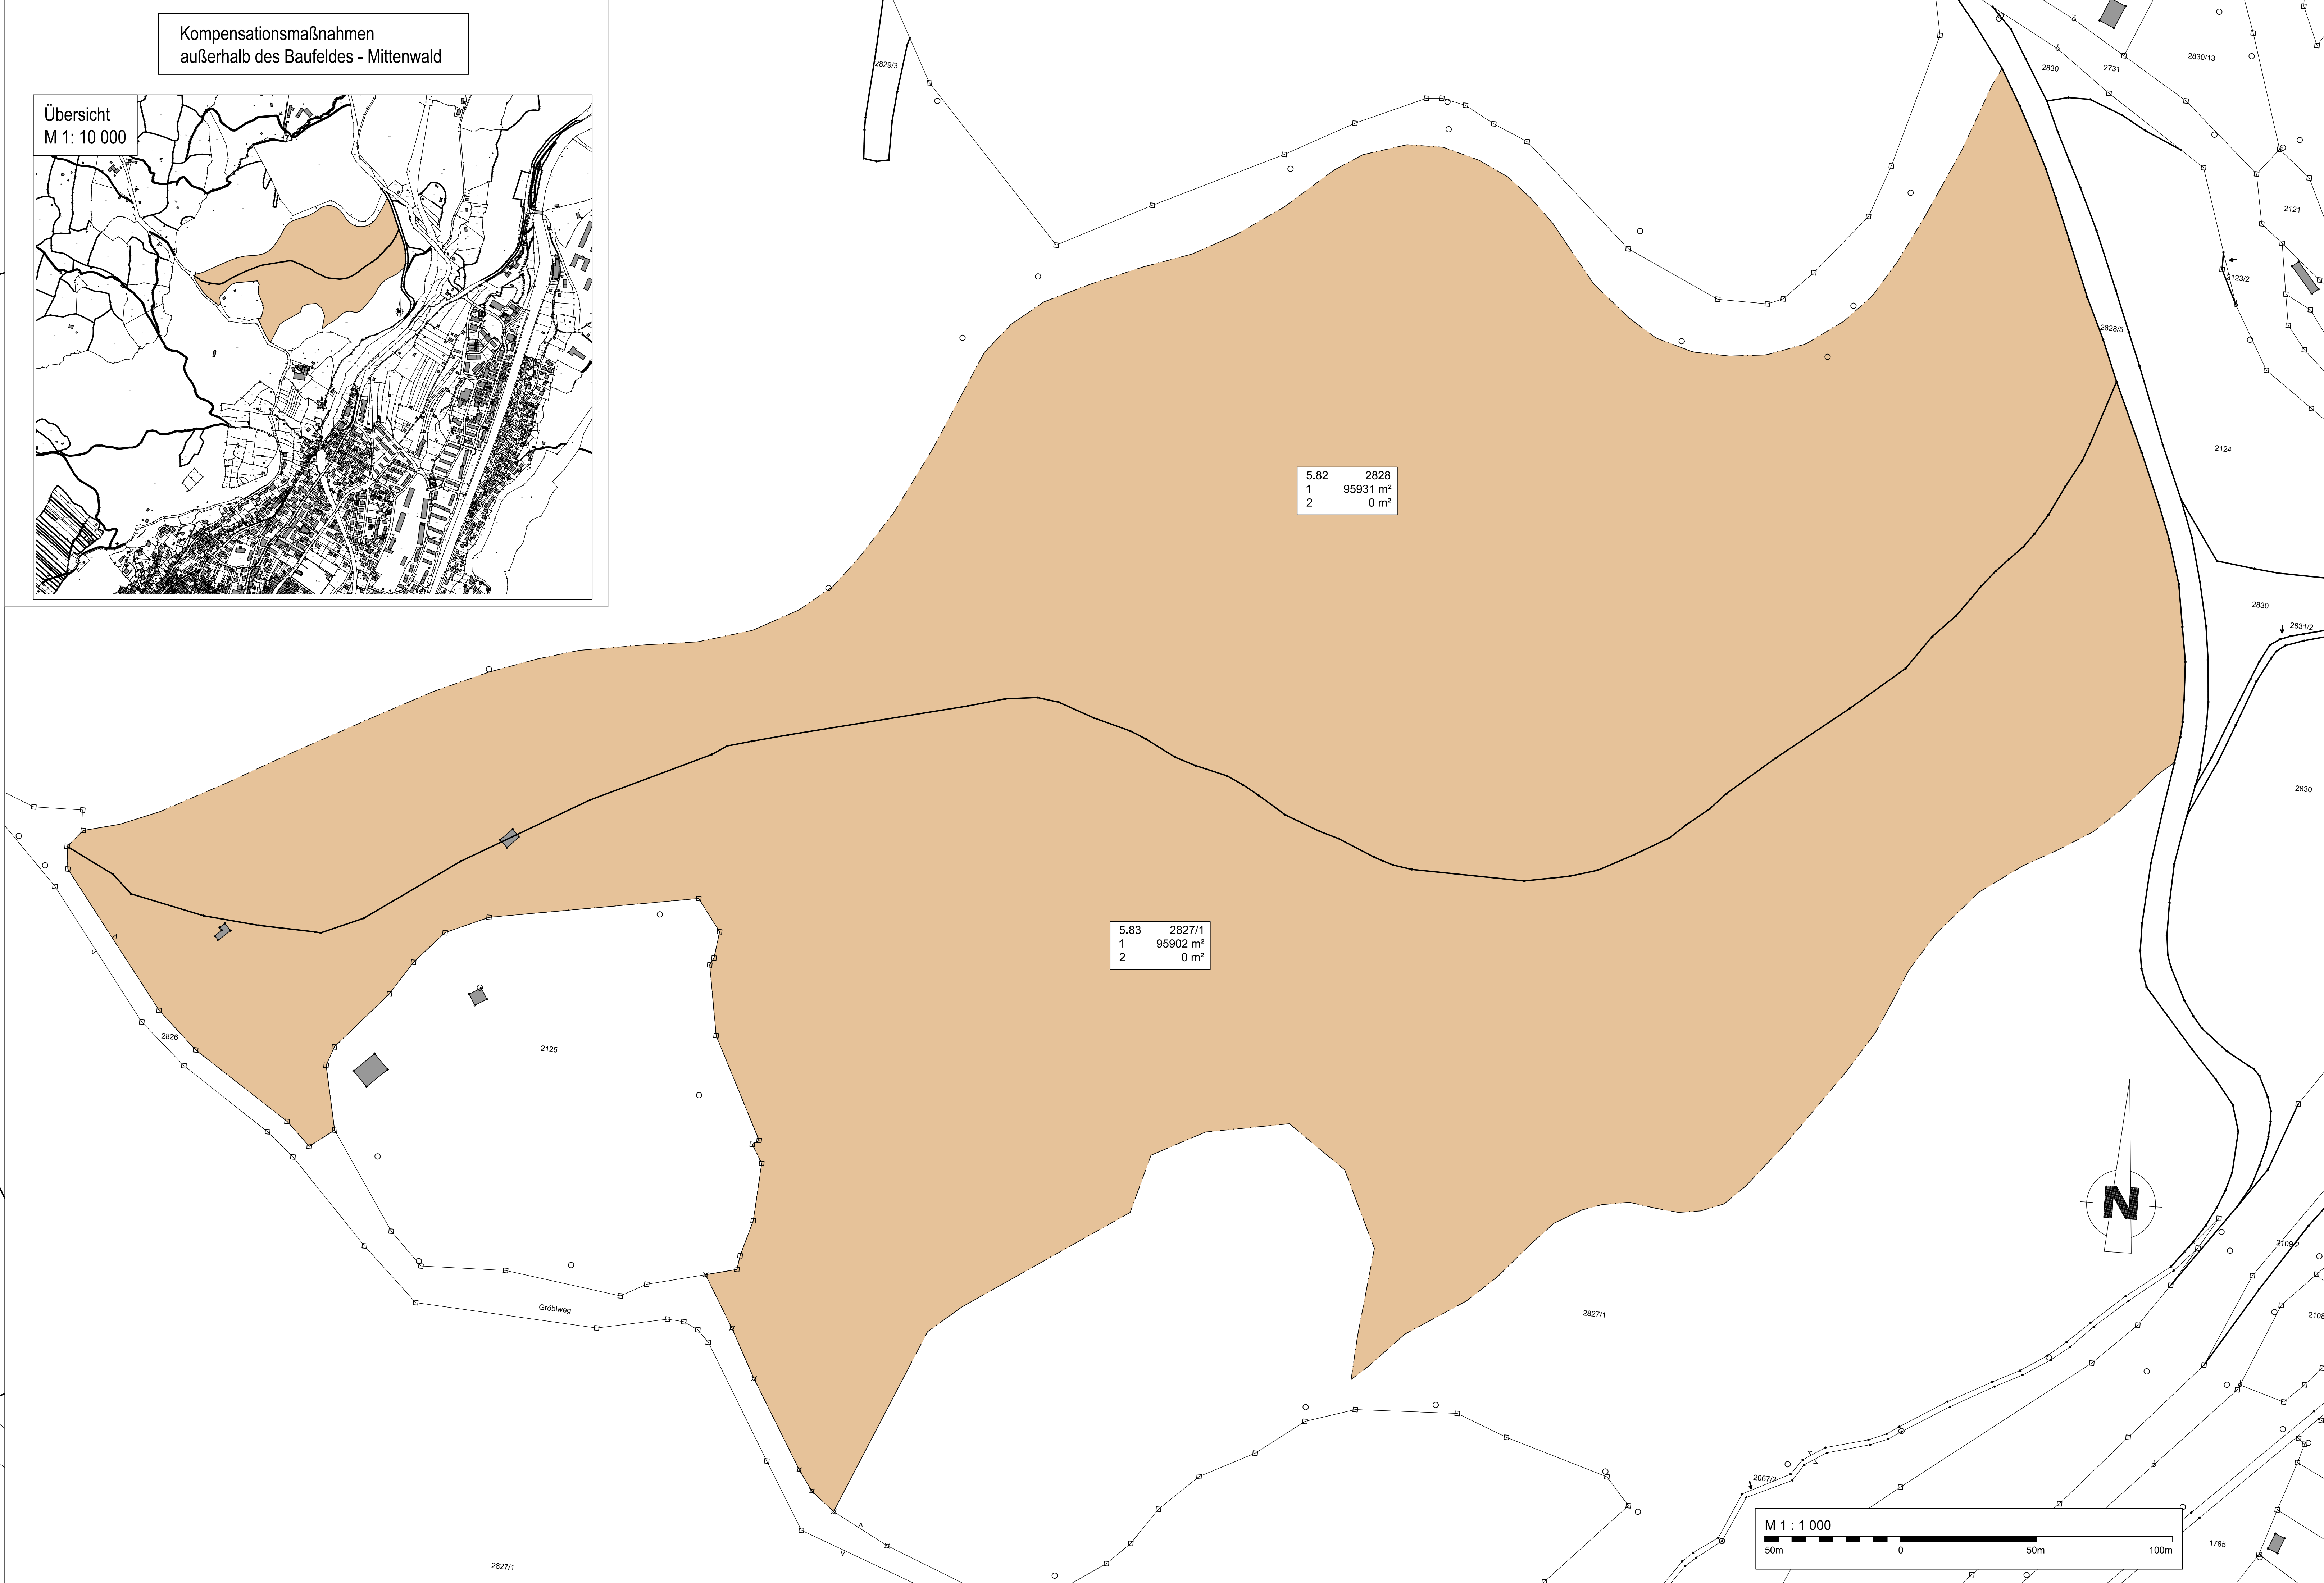 Kompensationsmaßnahmen
außerhalb des Baufeldes - Mittenwald
Übersicht
M 1: 10 000
2829/3
2830
2731
2830/13
2121
2123/2
2828/5
2124
5.82 2828
1 95931 m²
2 0 m²
2830
2831/2
2830
5.83 2827/1
1 95902 m²
2 0 m²
2826
2125
N
2109/2
Gröblweg
2827/1
2108
2067/2
M 1 : 1 000
50m 0 50m 100m
1785
2827/1